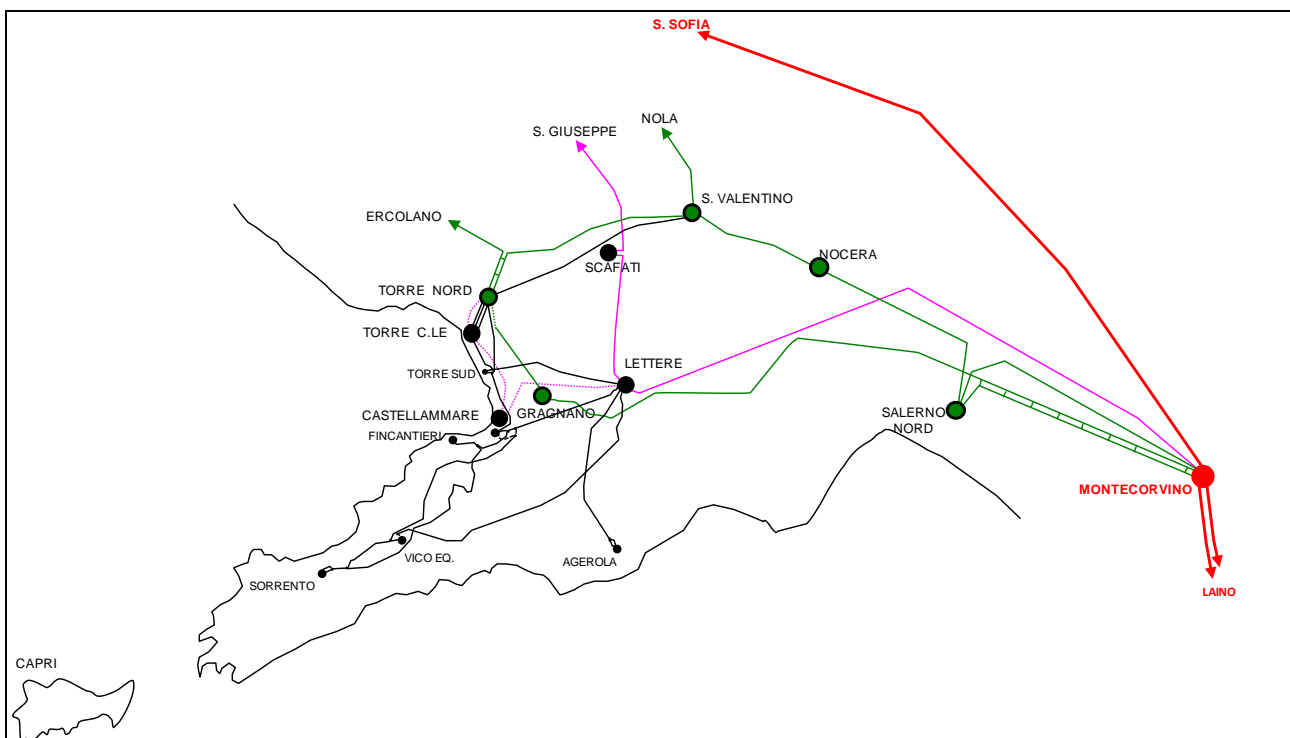 S. SOFIA
NOLA
S. GIUSEPPE
S. VALENTINO
ERCOLANO
NOCERA
SCAFATI
TORRE NORD
TORRE C.LE
LETTERE
TORRE SUD
CASTELLAMMARE
GRAGNANO
SALERNO
NORD
FINCANTIERI
MONTECORVINO
VICO EQ.
AGEROLA
SORRENTO
LAINO
CAPRI